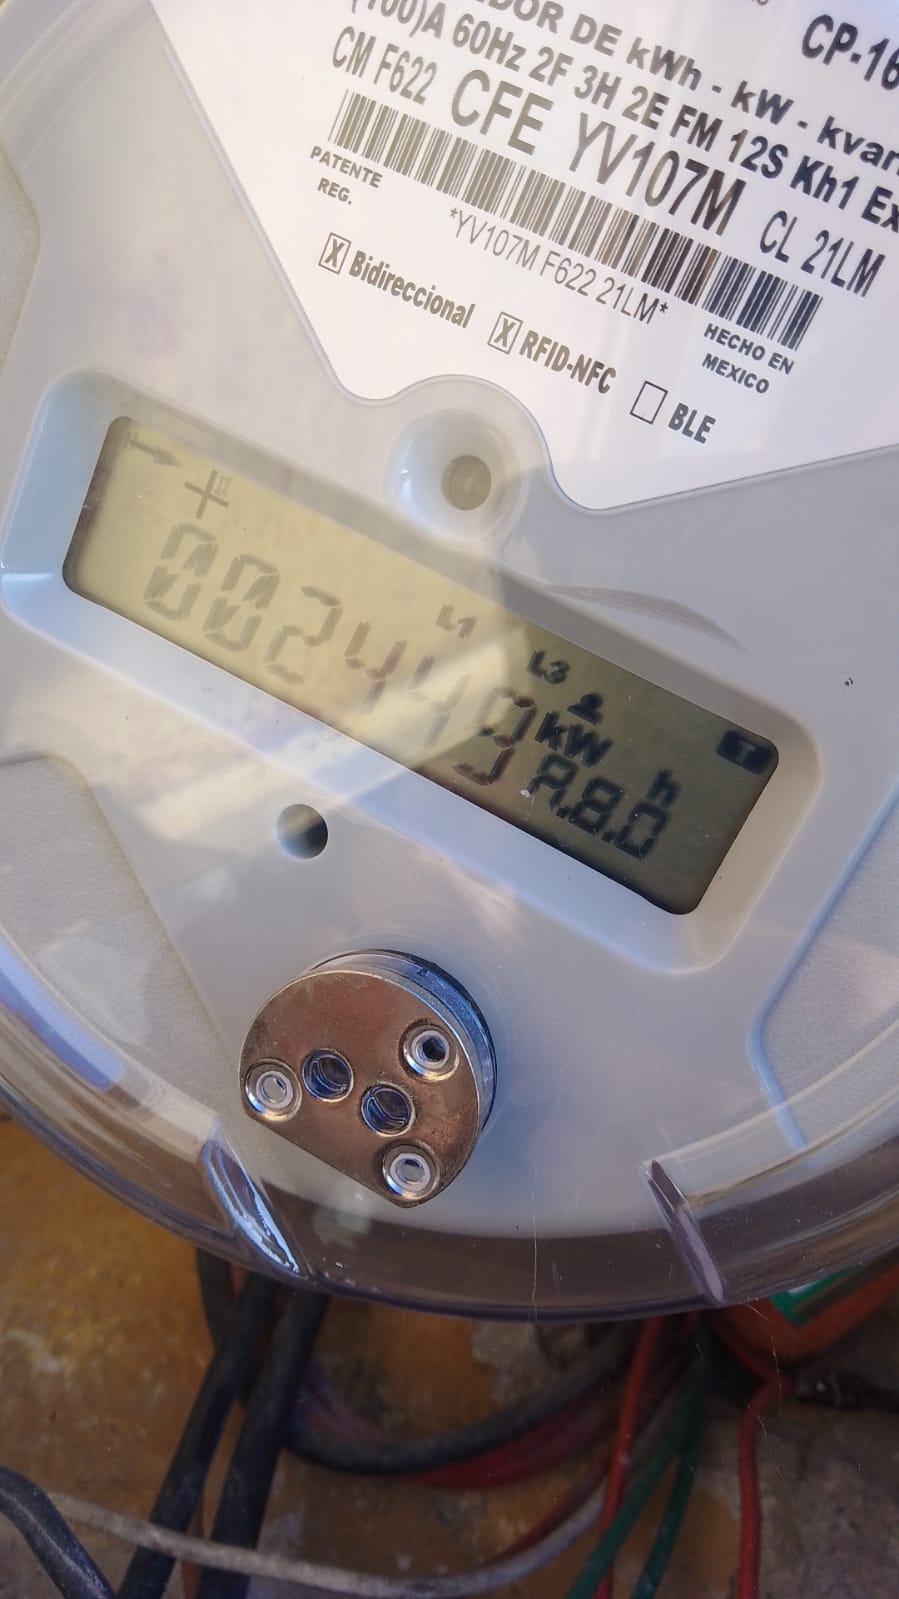 CP-16
DOR DE kWh - kW - kvar
(100)A 60Hz 2F 3H 2E FM 12S Kh1
CM F622 CFE YV107M CL 21LM
PATENTE
REG.
*YV107M F622 21LM*
HECHO EN
MEXICO
X Bidireccional X RFID-NFC BLE
L1 L3
002449 kW h
8.8.0
T